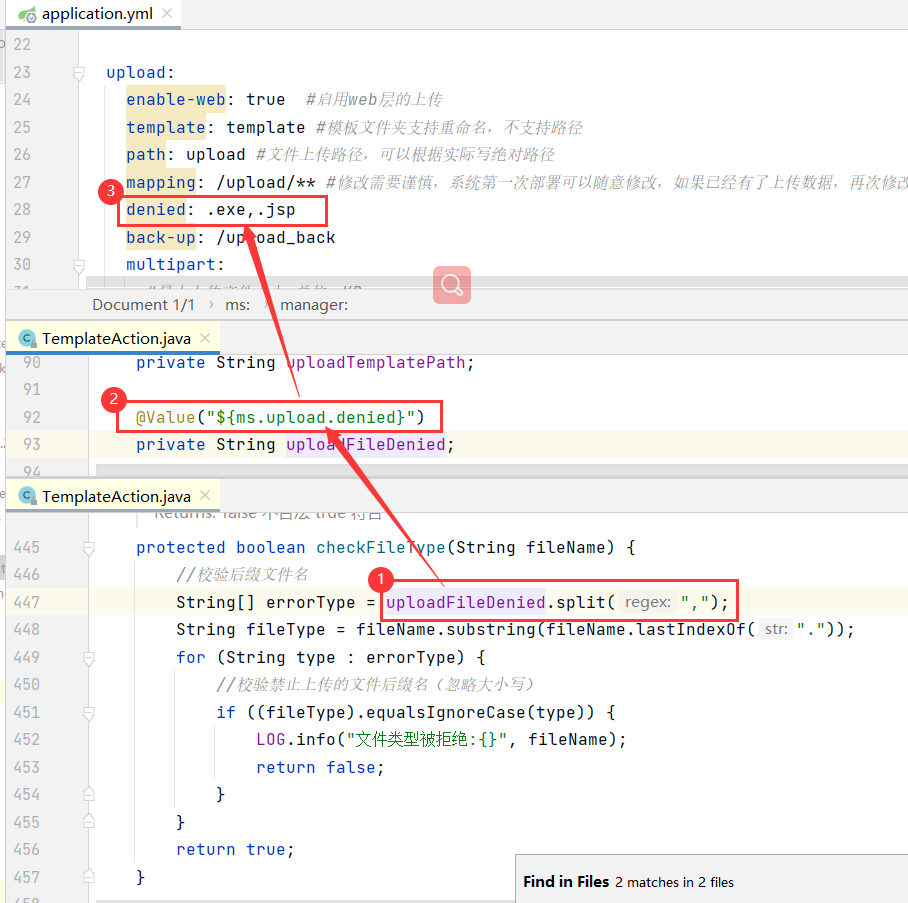 application.yml
22
23 upload:
24 enable-web: true #启用web层的上传
25 template: template #模板文件夹支持重命名，不支持路径
26 path: upload #文件上传路径，可以根据实际写绝对路径
27 mapping: /upload/** #修改需要谨慎，系统第一次部署可以随意修改，如果已经有了上传数据，再次修改
3
28 denied: .exe,.jsp
29 back-up: /upload_back
30 multipart:
Document 1/1 › ms: › manager:
TemplateAction.java
90 private String uploadTemplatePath;
91
2
92 @Value("${ms.upload.denied}")
93 private String uploadFileDenied;
94
TemplateAction.java
Returns: false 不合法 true 符合
445 protected boolean checkFileType(String fileName) {
446 //校验后缀文件名
1
447 String[] errorType = uploadFileDenied.split( regex: ",");
448 String fileType = fileName.substring(fileName.lastIndexOf( str: "."));
449 for (String type : errorType) {
450 //校验禁止上传的文件后缀名（忽略大小写）
451 if ((fileType).equalsIgnoreCase(type)) {
452 LOG.info("文件类型被拒绝:{}", fileName);
453 return false;
454 }
455 }
456 return true;
457 }
458
Find in Files 2 matches in 2 files